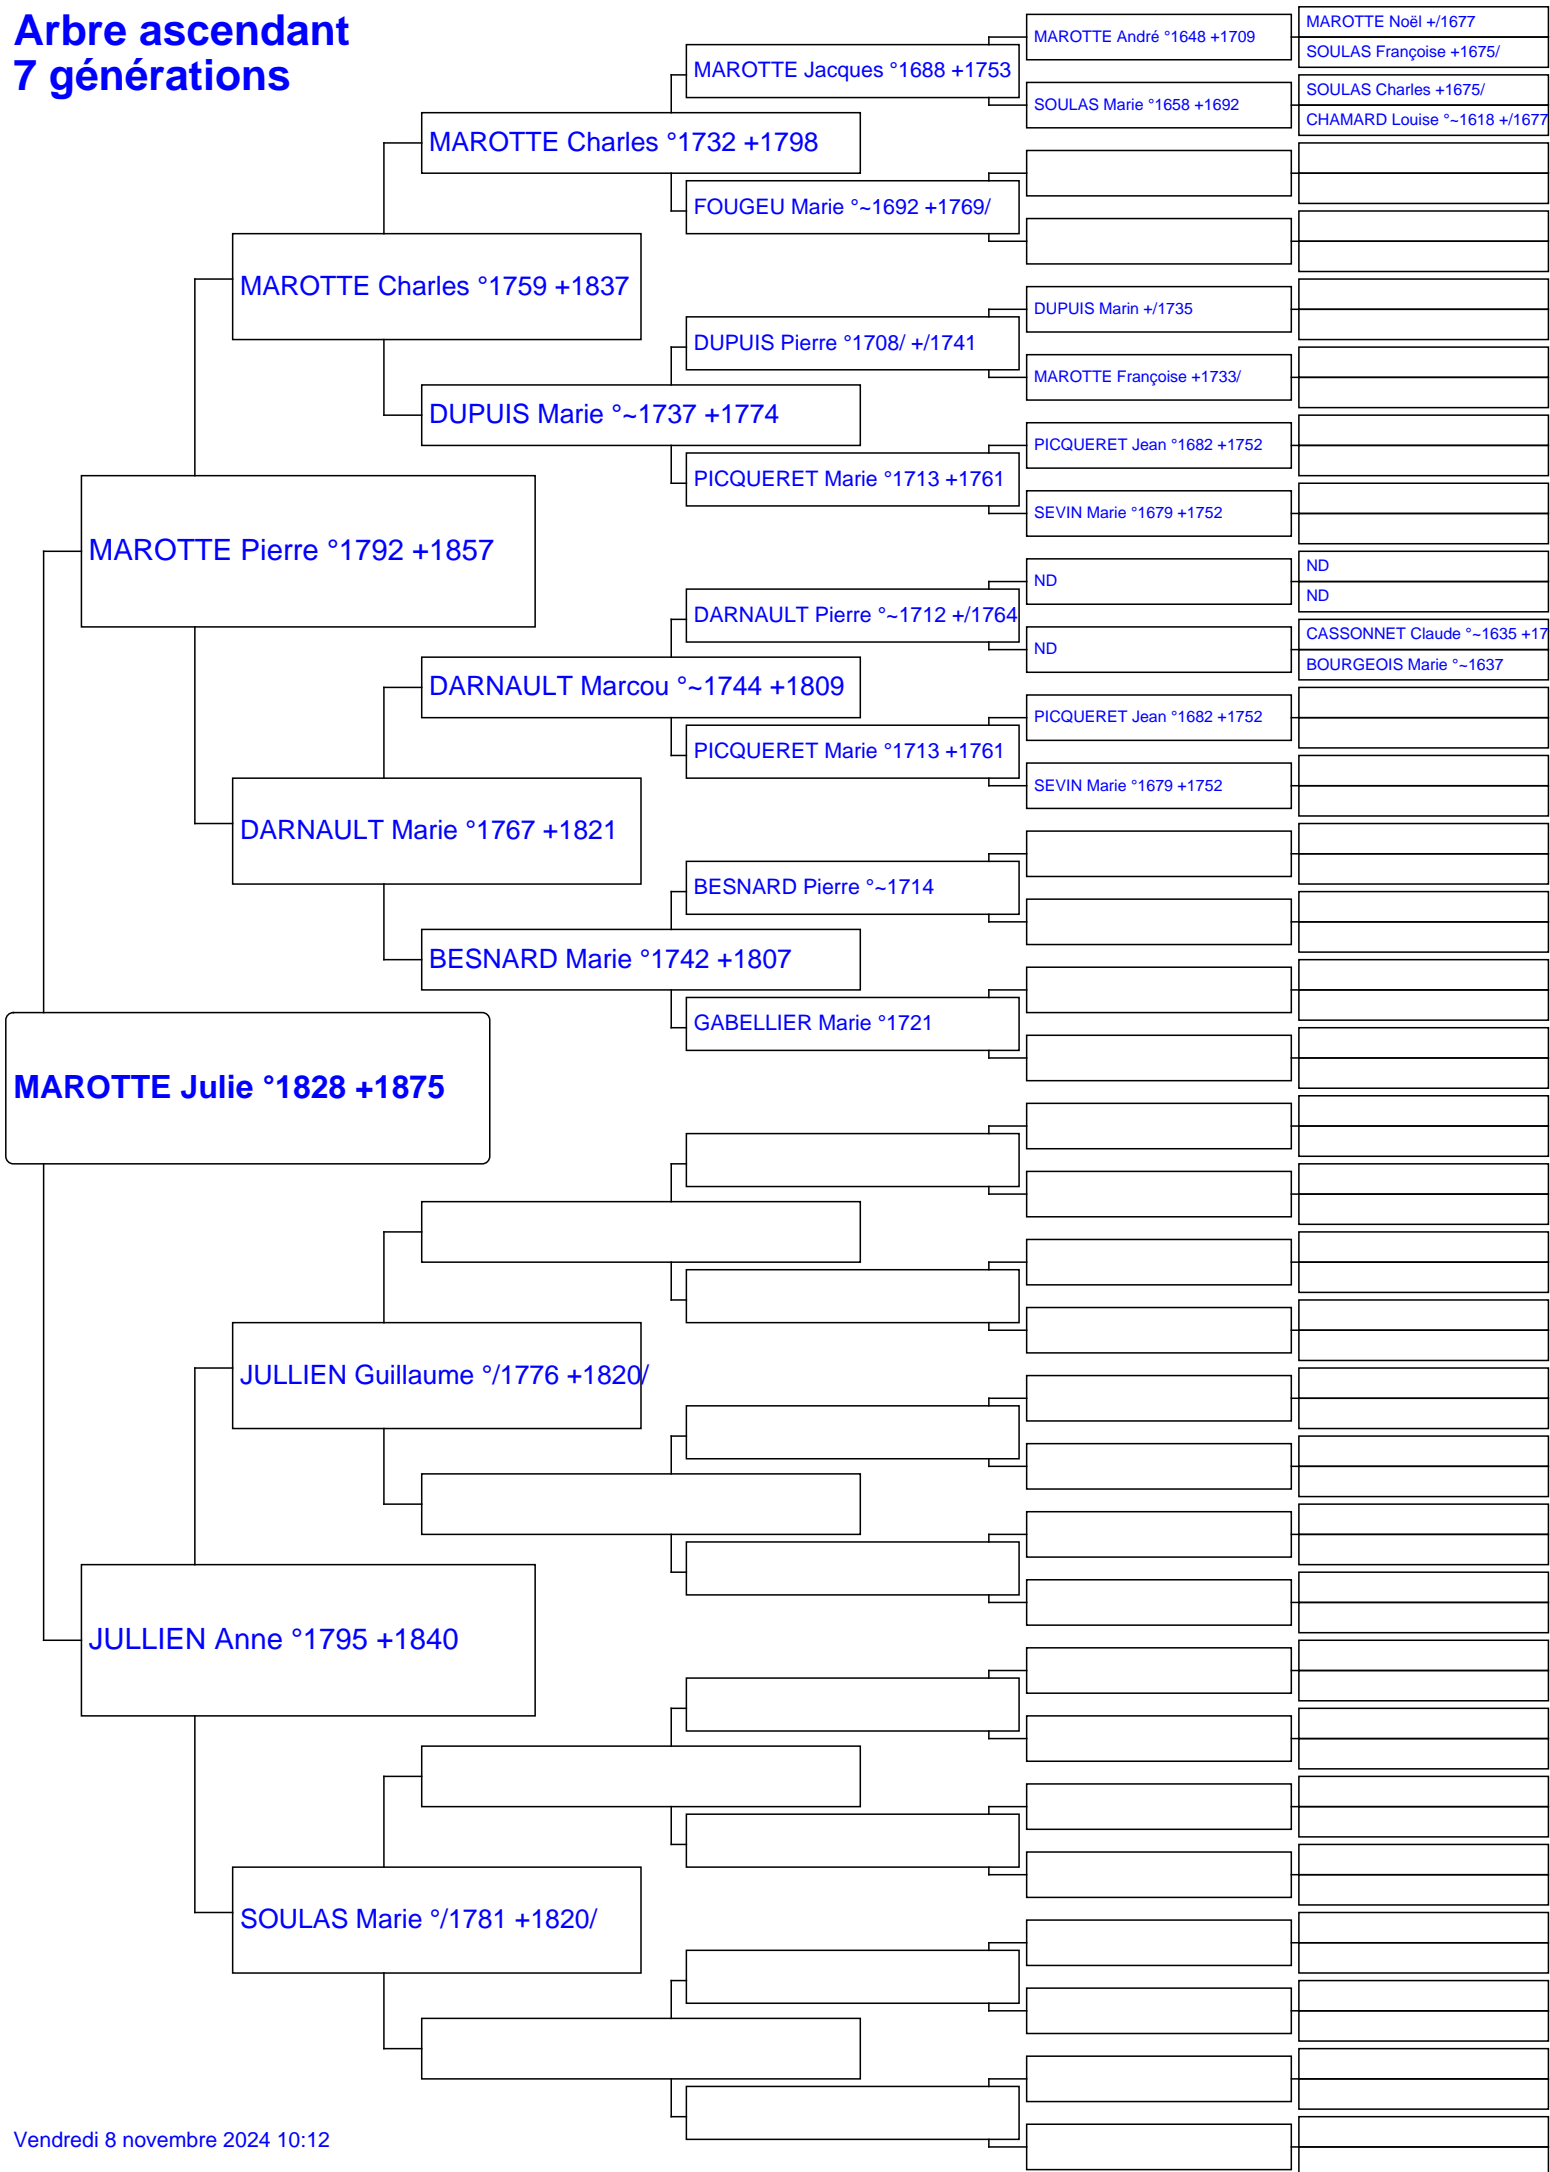 Arbre ascendant
7 générations
MAROTTE Julie °1828 +1875
MAROTTE Pierre °1792 +1857
JULLIEN Anne °1795 +1840
MAROTTE Charles °1759 +1837
DARNAULT Marie °1767 +1821
JULLIEN Guillaume °/1776 +1820/
SOULAS Marie °/1781 +1820/
MAROTTE Charles °1732 +1798
DUPUIS Marie °~1737 +1774
DARNAULT Marcou °~1744 +1809
BESNARD Marie °1742 +1807
MAROTTE Jacques °1688 +1753
FOUGEU Marie °~1692 +1769/
DUPUIS Pierre °1708/ +/1741
PICQUERET Marie °1713 +1761
DARNAULT Pierre °~1712 +/1764
PICQUERET Marie °1713 +1761
BESNARD Pierre °~1714
GABELLIER Marie °1721
MAROTTE André °1648 +1709
SOULAS Marie °1658 +1692
DUPUIS Marin +/1735
MAROTTE Françoise +1733/
PICQUERET Jean °1682 +1752
SEVIN Marie °1679 +1752
ND
ND
PICQUERET Jean °1682 +1752
SEVIN Marie °1679 +1752
MAROTTE Noël +/1677
SOULAS Françoise +1675/
SOULAS Charles +1675/
CHAMARD Louise °~1618 +/1677
ND
ND
CASSONNET Claude °~1635 +17
BOURGEOIS Marie °~1637
Vendredi 8 novembre 2024 10:12